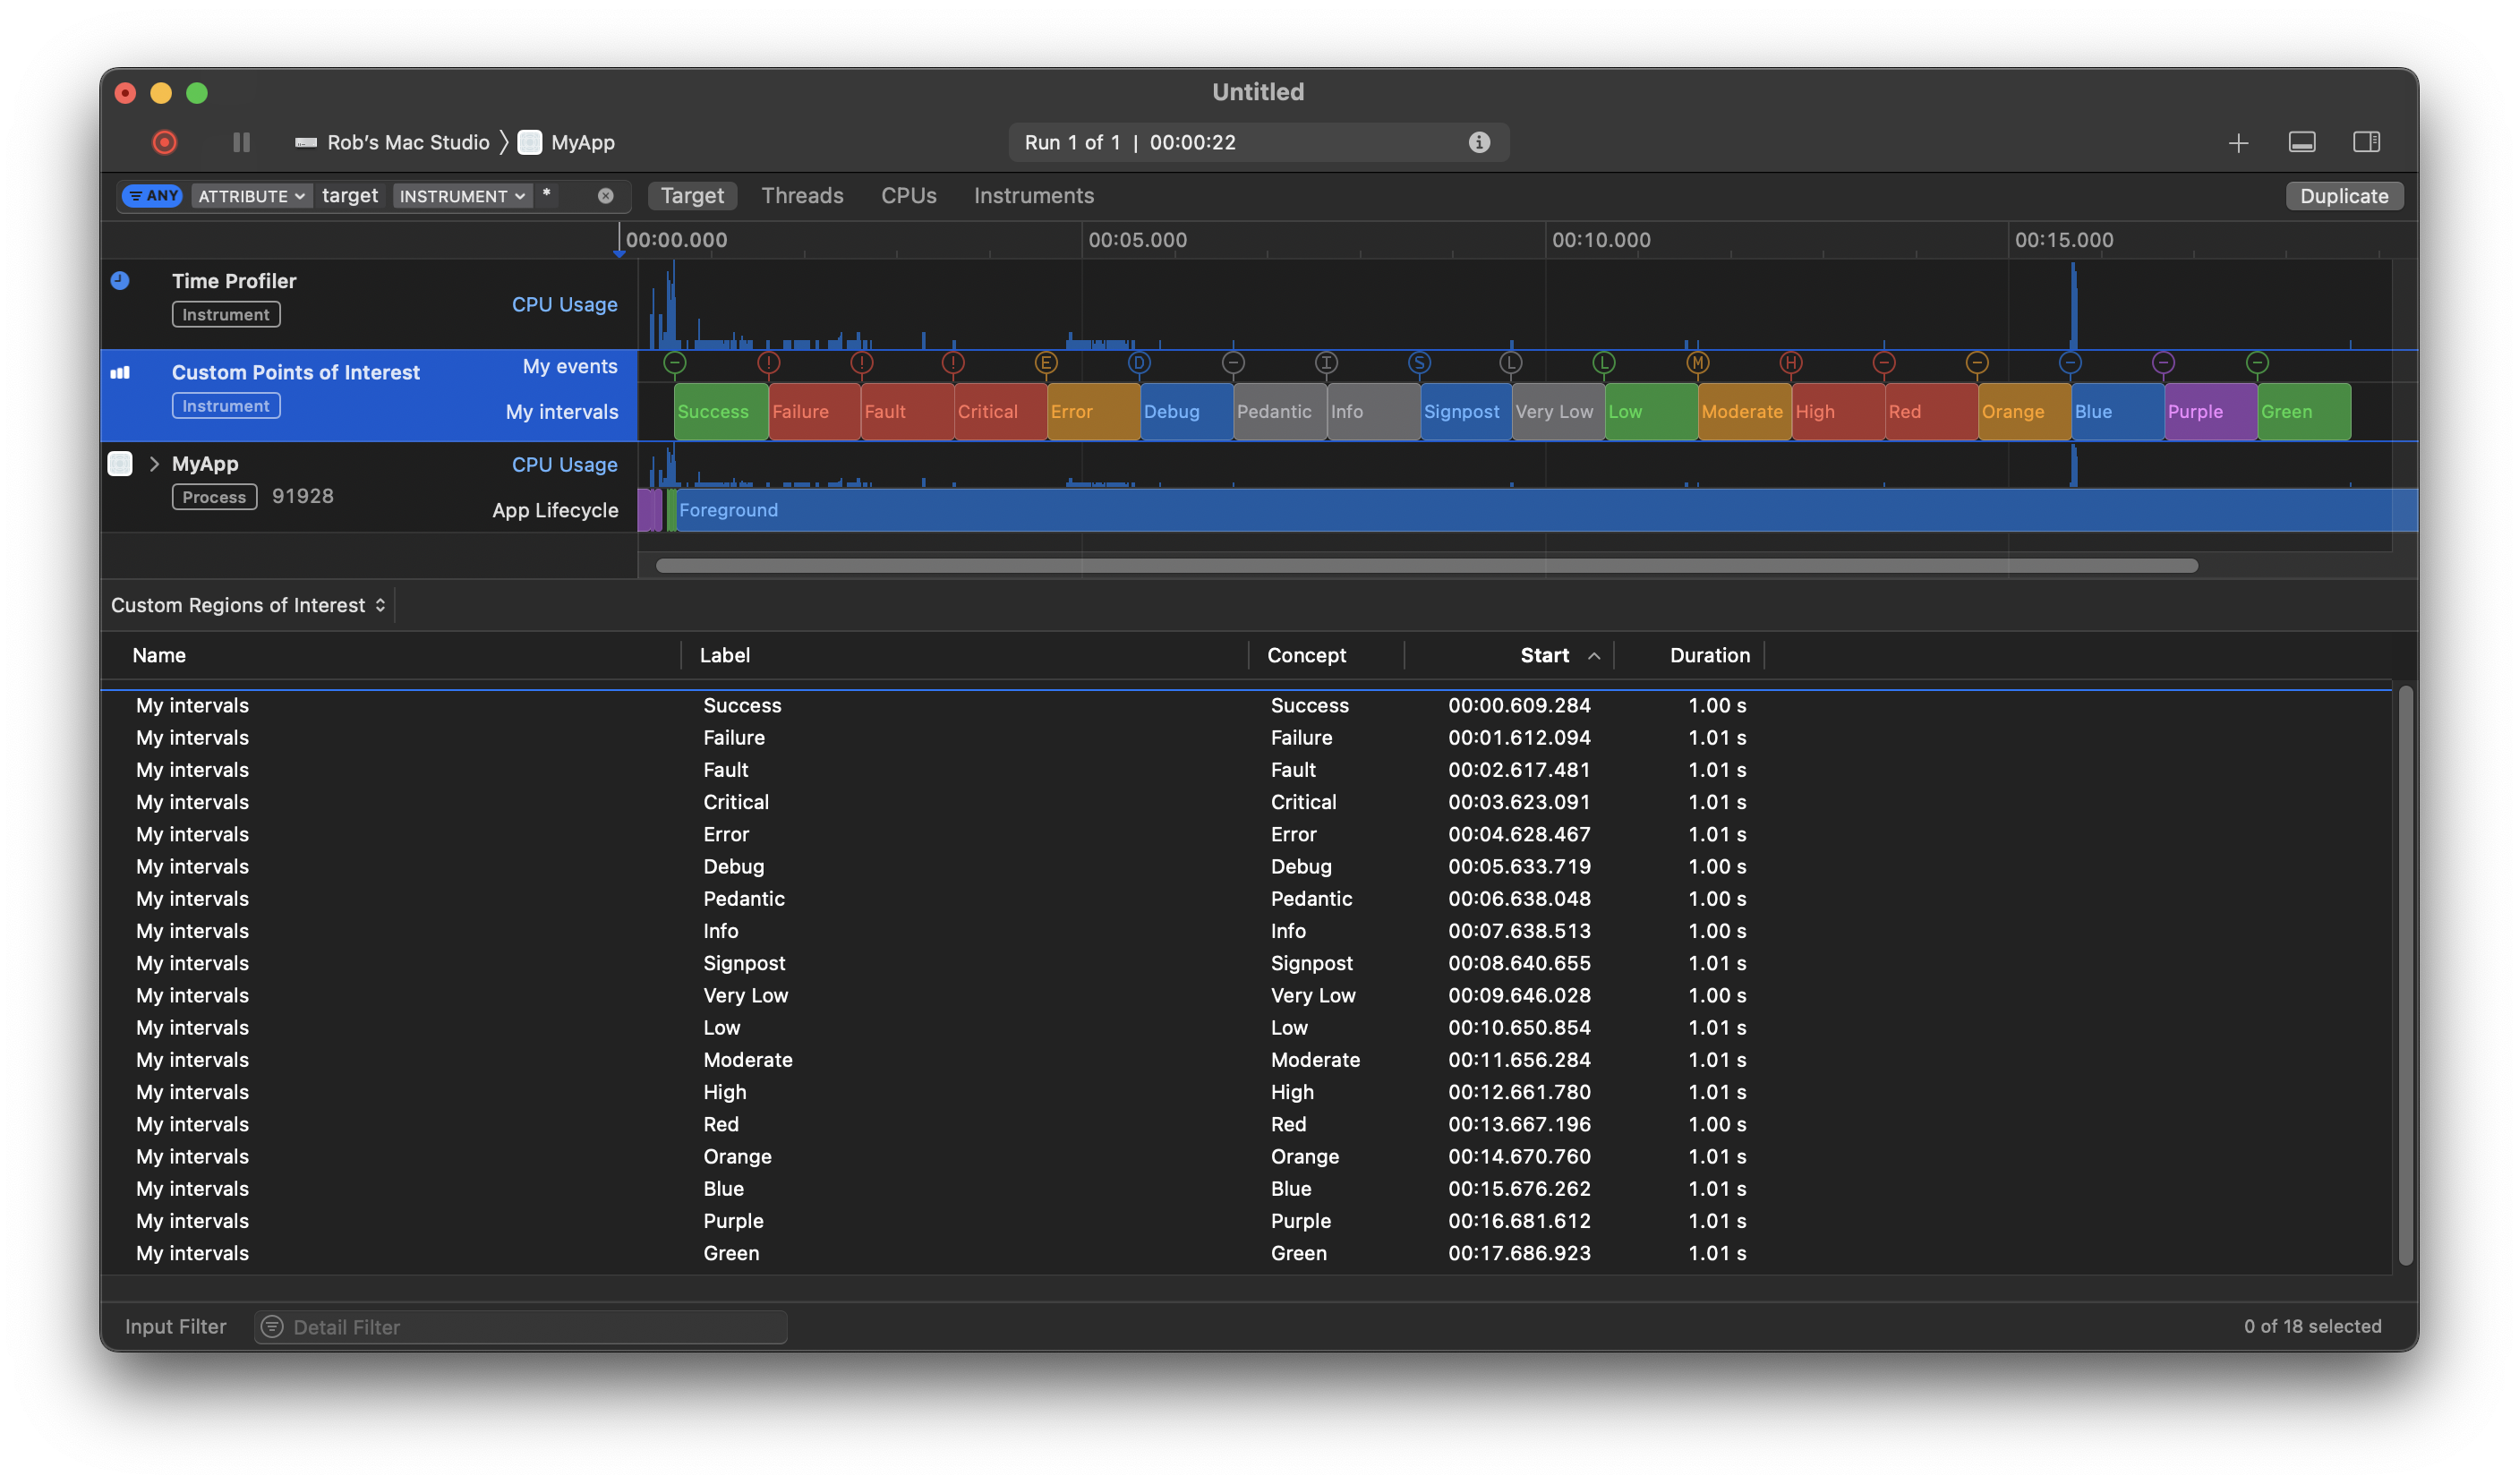 Untitled
Rob’s Mac Studio 〉 MyApp
Run 1 of 1 | 00:00:22
ANY ATTRIBUTE target INSTRUMENT *
Target Threads CPUs Instruments
Duplicate
00:00.000 00:05.000 00:10.000 00:15.000
Time Profiler
Instrument
CPU Usage
Custom Points of Interest
Instrument
My events
! ! ! E D I S L L M H
My intervals
Success Failure Fault Critical Error Debug Pedantic Info Signpost Very Low Low Moderate High Red Orange Blue Purple Green
MyApp
CPU Usage
Process 91928
App Lifecycle
Foreground
Custom Regions of Interest
Name Label Concept Start Duration
My intervals Success Success 00:00.609.284 1.00 s
My intervals Failure Failure 00:01.612.094 1.01 s
My intervals Fault Fault 00:02.617.481 1.01 s
My intervals Critical Critical 00:03.623.091 1.01 s
My intervals Error Error 00:04.628.467 1.01 s
My intervals Debug Debug 00:05.633.719 1.00 s
My intervals Pedantic Pedantic 00:06.638.048 1.00 s
My intervals Info Info 00:07.638.513 1.00 s
My intervals Signpost Signpost 00:08.640.655 1.01 s
My intervals Very Low Very Low 00:09.646.028 1.00 s
My intervals Low Low 00:10.650.854 1.01 s
My intervals Moderate Moderate 00:11.656.284 1.01 s
My intervals High High 00:12.661.780 1.01 s
My intervals Red Red 00:13.667.196 1.00 s
My intervals Orange Orange 00:14.670.760 1.01 s
My intervals Blue Blue 00:15.676.262 1.01 s
My intervals Purple Purple 00:16.681.612 1.01 s
My intervals Green Green 00:17.686.923 1.01 s
Input Filter
Detail Filter
0 of 18 selected